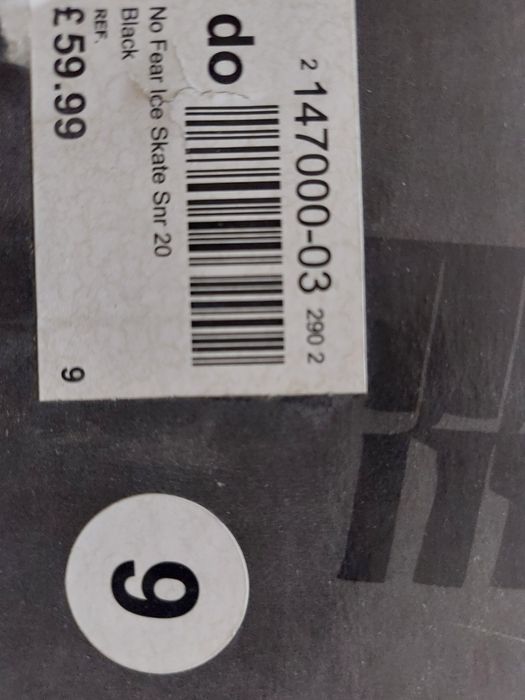 2 147000-03 290 2
do
No Fear Ice Skate Snr 20
Black
REF.
£59.99
9
9